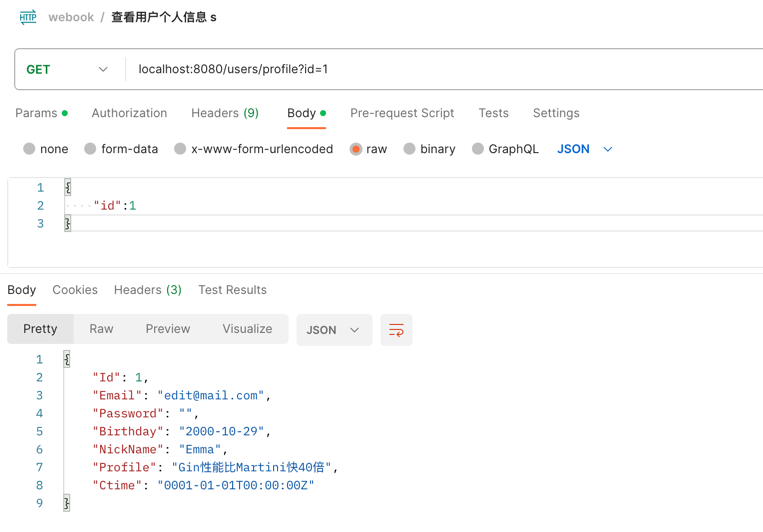 HTTP webook / 查看用户个人信息 s
GET localhost:8080/users/profile?id=1
Params Authorization Headers (9) Body Pre-request Script Tests Settings
none form-data x-www-form-urlencoded raw binary GraphQL JSON
1 {
2 ····"id":1
3 }
Body Cookies Headers (3) Test Results
Pretty Raw Preview Visualize JSON
1 {
2 "Id": 1,
3 "Email": "edit@mail.com",
4 "Password": "",
5 "Birthday": "2000-10-29",
6 "NickName": "Emma",
7 "Profile": "Gin性能比Martini快40倍",
8 "Ctime": "0001-01-01T00:00:00Z"
9 }